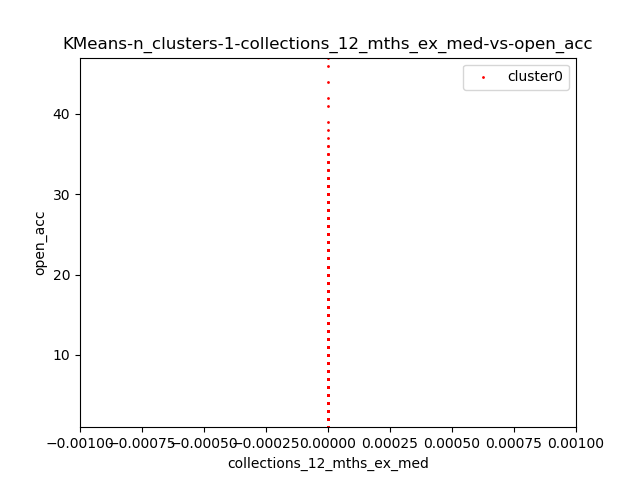 KMeans-n_clusters-1-collections_12_mths_ex_med-vs-open_acc
cluster0
40
30
20
10
open_acc
−0.00100 −0.00075 −0.00050 −0.00025 0.00000 0.00025 0.00050 0.00075 0.00100
collections_12_mths_ex_med